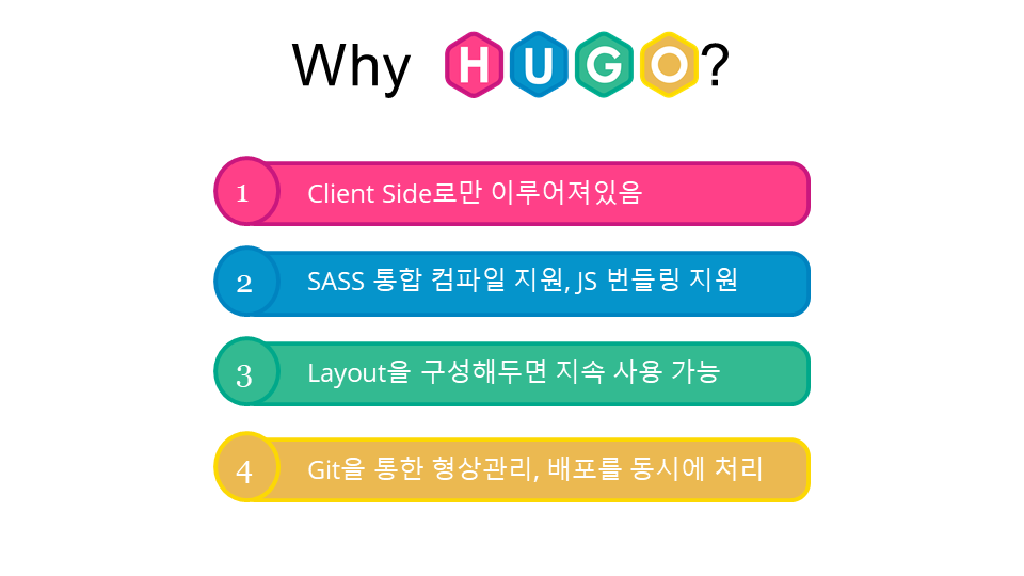 Why HUGO?
1 Client Side로만 이루어져있음
2 SASS 통합 컴파일 지원, JS 번들링 지원
3 Layout을 구성해두면 지속 사용 가능
4 Git을 통한 형상관리, 배포를 동시에 처리